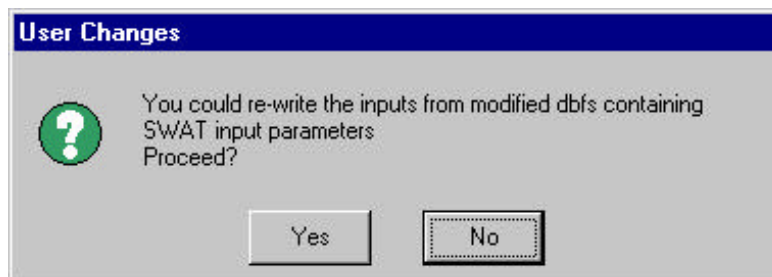 User Changes
You could re-write the inputs from modified dbfs containing
SWAT input parameters
Proceed?
Yes No